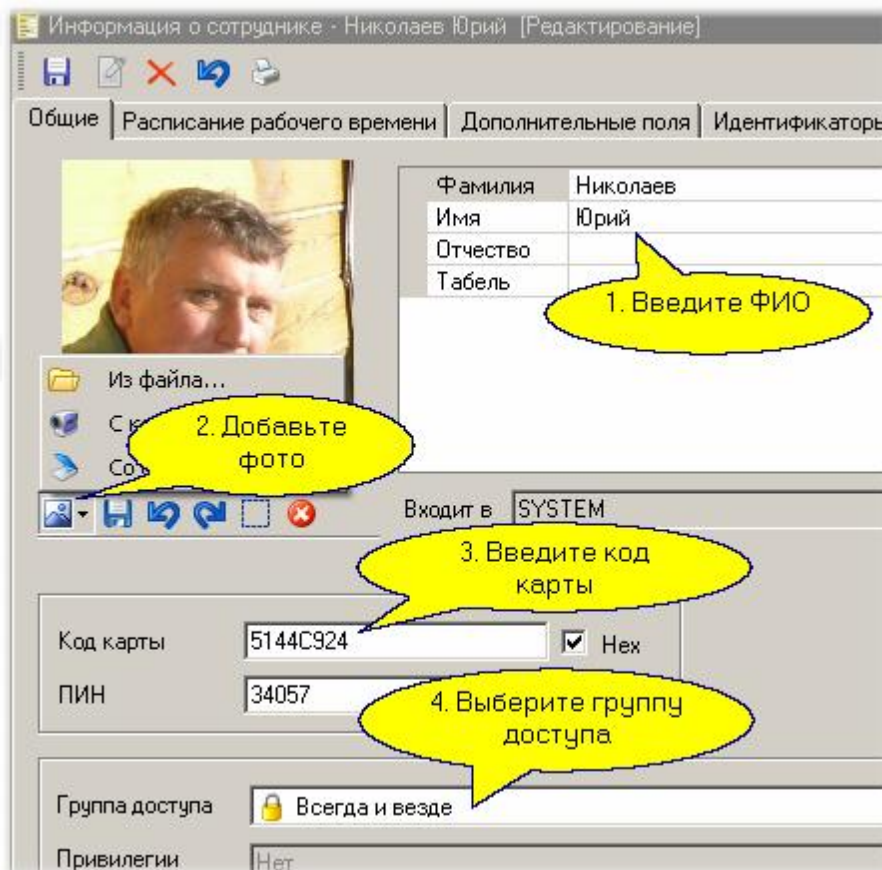 Информация о сотруднике - Николаев Юрий [Редактирование]
Общие Расписание рабочего времени Дополнительные поля Идентификаторы
Фамилия Николаев
Имя Юрий
Отчество
Табель
1. Введите ФИО
Из файла...
2. Добавьте
фото
Входит в SYSTEM
3. Введите код
карты
Код карты 5144C924 Hex
ПИН 34057
4. Выберите группу
доступа
Группа доступа Всегда и везде
Привилегии Нет